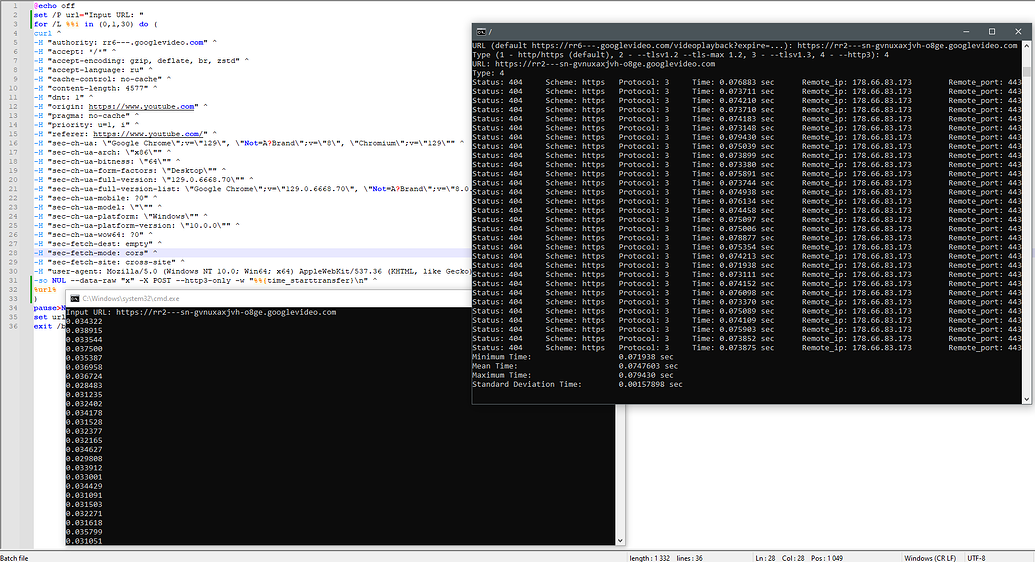 1 @echo off
2 set /P url="Input URL: "
3 for /L %%i in (0,1,30) do (
4 curl ^
5 -H "authority: rr6---.googlevideo.com" ^
6 -H "accept: */*" ^
7 -H "accept-encoding: gzip, deflate, br, zstd" ^
8 -H "accept-language: ru" ^
9 -H "cache-control: no-cache" ^
10 -H "content-length: 4577" ^
11 -H "dnt: 1" ^
12 -H "origin: https://www.youtube.com" ^
13 -H "pragma: no-cache" ^
14 -H "priority: u=1, i" ^
15 -H "referer: https://www.youtube.com/" ^
16 -H "sec-ch-ua: \"Google Chrome\";v=\"129\", \"Not=A?Brand\";v=\"8\", \"Chromium\";v=\"129\"" ^
17 -H "sec-ch-ua-arch: \"x86\"" ^
18 -H "sec-ch-ua-bitness: \"64\"" ^
19 -H "sec-ch-ua-form-factors: \"Desktop\"" ^
20 -H "sec-ch-ua-full-version: \"129.0.6668.70\"" ^
21 -H "sec-ch-ua-full-version-list: \"Google Chrome\";v=\"129.0.6668.70\", \"Not=A?Brand\";v=\"8.0
22 -H "sec-ch-ua-mobile: ?0" ^
23 -H "sec-ch-ua-model: \"\"" ^
24 -H "sec-ch-ua-platform: \"Windows\"" ^
25 -H "sec-ch-ua-platform-version: \"10.0.0\"" ^
26 -H "sec-ch-ua-wow64: ?0" ^
27 -H "sec-fetch-dest: empty" ^
28 -H "sec-fetch-mode: cors" ^
29 -H "sec-fetch-site: cross-site" ^
30 -H "user-agent: Mozilla/5.0 (Windows NT 10.0; Win64; x64) AppleWebKit/537.36 (KHTML, like Gecko)
31 -so NUL --data-raw "x" -X POST --http3-only -w "%%{time_starttransfer}\n" ^
32 %url%
33 )
34 pause>N
35 set url
36 exit /b
C:\Windows\system32\cmd.exe
Input URL: https://rr2---sn-gvnuxaxjvh-o8ge.googlevideo.com
0.034322
0.038915
0.033544
0.037500
0.035387
0.036958
0.036724
0.028483
0.031235
0.032402
0.034178
0.031528
0.032377
0.032165
0.034627
0.029808
0.033912
0.033001
0.034429
0.031091
0.031503
0.032271
0.031618
0.035799
0.031051
/
URL (default https://rr6---.googlevideo.com/videoplayback?expire=...): https://rr2---sn-gvnuxaxjvh-o8ge.googlevideo.com
Type (1 - http/https (default), 2 - --tlsv1.2 --tls-max 1.2, 3 - --tlsv1.3, 4 - --http3): 4
URL: https://rr2---sn-gvnuxaxjvh-o8ge.googlevideo.com
Type: 4
Status: 404 Scheme: https Protocol: 3 Time: 0.076883 sec Remote_ip: 178.66.83.173 Remote_port: 443
Status: 404 Scheme: https Protocol: 3 Time: 0.073711 sec Remote_ip: 178.66.83.173 Remote_port: 443
Status: 404 Scheme: https Protocol: 3 Time: 0.074210 sec Remote_ip: 178.66.83.173 Remote_port: 443
Status: 404 Scheme: https Protocol: 3 Time: 0.073710 sec Remote_ip: 178.66.83.173 Remote_port: 443
Status: 404 Scheme: https Protocol: 3 Time: 0.074183 sec Remote_ip: 178.66.83.173 Remote_port: 443
Status: 404 Scheme: https Protocol: 3 Time: 0.073148 sec Remote_ip: 178.66.83.173 Remote_port: 443
Status: 404 Scheme: https Protocol: 3 Time: 0.079430 sec Remote_ip: 178.66.83.173 Remote_port: 443
Status: 404 Scheme: https Protocol: 3 Time: 0.075039 sec Remote_ip: 178.66.83.173 Remote_port: 443
Status: 404 Scheme: https Protocol: 3 Time: 0.073899 sec Remote_ip: 178.66.83.173 Remote_port: 443
Status: 404 Scheme: https Protocol: 3 Time: 0.073380 sec Remote_ip: 178.66.83.173 Remote_port: 443
Status: 404 Scheme: https Protocol: 3 Time: 0.075891 sec Remote_ip: 178.66.83.173 Remote_port: 443
Status: 404 Scheme: https Protocol: 3 Time: 0.073744 sec Remote_ip: 178.66.83.173 Remote_port: 443
Status: 404 Scheme: https Protocol: 3 Time: 0.074938 sec Remote_ip: 178.66.83.173 Remote_port: 443
Status: 404 Scheme: https Protocol: 3 Time: 0.076134 sec Remote_ip: 178.66.83.173 Remote_port: 443
Status: 404 Scheme: https Protocol: 3 Time: 0.074458 sec Remote_ip: 178.66.83.173 Remote_port: 443
Status: 404 Scheme: https Protocol: 3 Time: 0.075097 sec Remote_ip: 178.66.83.173 Remote_port: 443
Status: 404 Scheme: https Protocol: 3 Time: 0.075006 sec Remote_ip: 178.66.83.173 Remote_port: 443
Status: 404 Scheme: https Protocol: 3 Time: 0.078877 sec Remote_ip: 178.66.83.173 Remote_port: 443
Status: 404 Scheme: https Protocol: 3 Time: 0.075354 sec Remote_ip: 178.66.83.173 Remote_port: 443
Status: 404 Scheme: https Protocol: 3 Time: 0.074213 sec Remote_ip: 178.66.83.173 Remote_port: 443
Status: 404 Scheme: https Protocol: 3 Time: 0.071938 sec Remote_ip: 178.66.83.173 Remote_port: 443
Status: 404 Scheme: https Protocol: 3 Time: 0.073111 sec Remote_ip: 178.66.83.173 Remote_port: 443
Status: 404 Scheme: https Protocol: 3 Time: 0.074152 sec Remote_ip: 178.66.83.173 Remote_port: 443
Status: 404 Scheme: https Protocol: 3 Time: 0.076098 sec Remote_ip: 178.66.83.173 Remote_port: 443
Status: 404 Scheme: https Protocol: 3 Time: 0.073370 sec Remote_ip: 178.66.83.173 Remote_port: 443
Status: 404 Scheme: https Protocol: 3 Time: 0.075089 sec Remote_ip: 178.66.83.173 Remote_port: 443
Status: 404 Scheme: https Protocol: 3 Time: 0.074109 sec Remote_ip: 178.66.83.173 Remote_port: 443
Status: 404 Scheme: https Protocol: 3 Time: 0.075903 sec Remote_ip: 178.66.83.173 Remote_port: 443
Status: 404 Scheme: https Protocol: 3 Time: 0.073852 sec Remote_ip: 178.66.83.173 Remote_port: 443
Status: 404 Scheme: https Protocol: 3 Time: 0.073875 sec Remote_ip: 178.66.83.173 Remote_port: 443
Minimum Time: 0.071938 sec
Mean Time: 0.0747603 sec
Maximum Time: 0.079430 sec
Standard Deviation Time: 0.00157898 sec
Batch file length : 1 332 lines : 36 Ln : 28 Col : 28 Pos : 1 049 Windows (CR LF) UTF-8